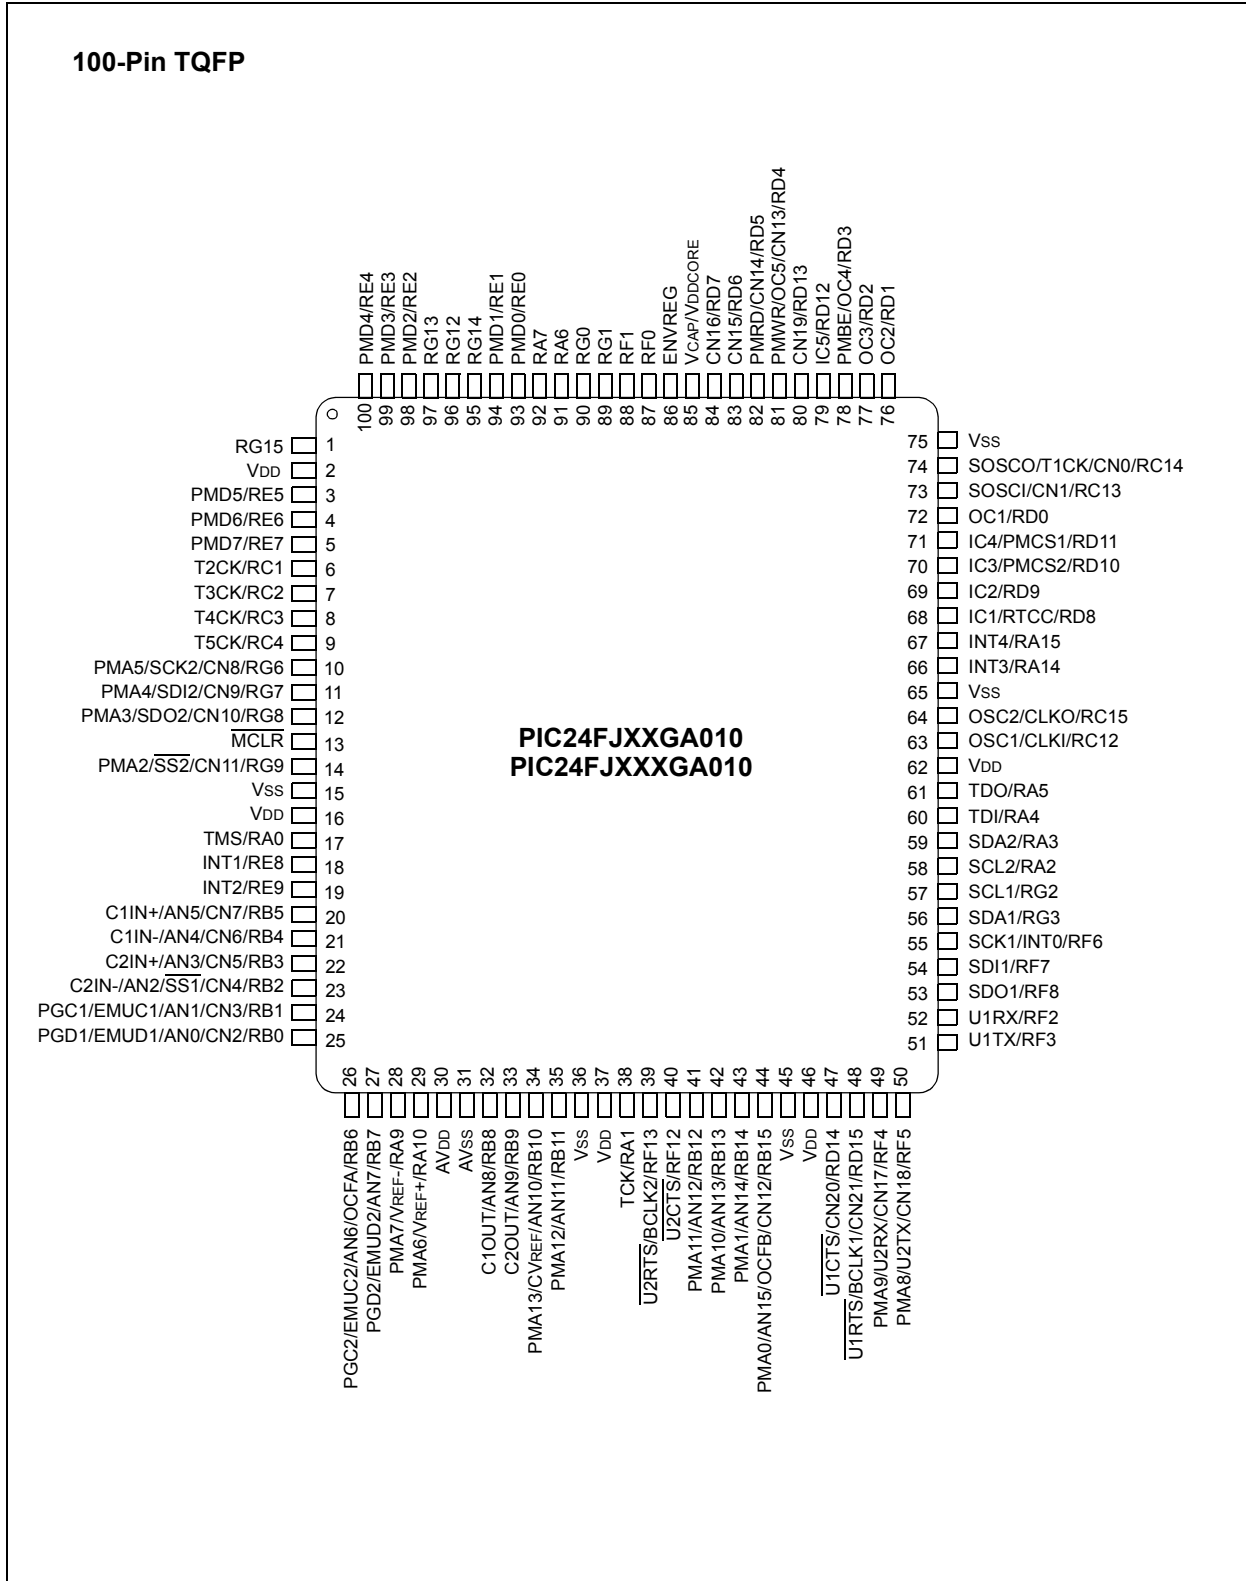 100-Pin TQFP
PMD4/RE4
PMD3/RE3
PMD2/RE2
RG13
RG12
RG14
PMD1/RE1
PMD0/RE0
RA7
RA6
RG0
RG1
RF1
RF0
ENVREG
VCAP/VDDCORE
CN16/RD7
CN15/RD6
PMRD/CN14/RD5
PMWR/OC5/CN13/RD4
CN19/RD13
IC5/RD12
PMBE/OC4/RD3
OC3/RD2
OC2/RD1
100
99
98
97
96
95
94
93
92
91
90
89
88
87
86
85
84
83
82
81
80
79
78
77
76
RG15 1
VDD 2
PMD5/RE5 3
PMD6/RE6 4
PMD7/RE7 5
T2CK/RC1 6
T3CK/RC2 7
T4CK/RC3 8
T5CK/RC4 9
PMA5/SCK2/CN8/RG6 10
PMA4/SDI2/CN9/RG7 11
PMA3/SDO2/CN10/RG8 12
MCLR 13
PMA2/SS2/CN11/RG9 14
VSS 15
VDD 16
TMS/RA0 17
INT1/RE8 18
INT2/RE9 19
C1IN+/AN5/CN7/RB5 20
C1IN-/AN4/CN6/RB4 21
C2IN+/AN3/CN5/RB3 22
C2IN-/AN2/SS1/CN4/RB2 23
PGC1/EMUC1/AN1/CN3/RB1 24
PGD1/EMUD1/AN0/CN2/RB0 25
PIC24FJXXGA010
PIC24FJXXXGA010
75 VSS
74 SOSCO/T1CK/CN0/RC14
73 SOSCI/CN1/RC13
72 OC1/RD0
71 IC4/PMCS1/RD11
70 IC3/PMCS2/RD10
69 IC2/RD9
68 IC1/RTCC/RD8
67 INT4/RA15
66 INT3/RA14
65 VSS
64 OSC2/CLKO/RC15
63 OSC1/CLKI/RC12
62 VDD
61 TDO/RA5
60 TDI/RA4
59 SDA2/RA3
58 SCL2/RA2
57 SCL1/RG2
56 SDA1/RG3
55 SCK1/INT0/RF6
54 SDI1/RF7
53 SDO1/RF8
52 U1RX/RF2
51 U1TX/RF3
26
27
28
29
30
31
32
33
34
35
36
37
38
39
40
41
42
43
44
45
46
47
48
49
50
PGC2/EMUC2/AN6/OCFA/RB6
PGD2/EMUD2/AN7/RB7
PMA7/VREF-/RA9
PMA6/VREF+/RA10
AVDD
AVSS
C1OUT/AN8/RB8
C2OUT/AN9/RB9
PMA13/CVREF/AN10/RB10
PMA12/AN11/RB11
VSS
VDD
TCK/RA1
U2RTS/BCLK2/RF13
U2CTS/RF12
PMA11/AN12/RB12
PMA10/AN13/RB13
PMA1/AN14/RB14
PMA0/AN15/OCFB/CN12/RB15
VSS
VDD
U1CTS/CN20/RD14
U1RTS/BCLK1/CN21/RD15
PMA9/U2RX/CN17/RF4
PMA8/U2TX/CN18/RF5